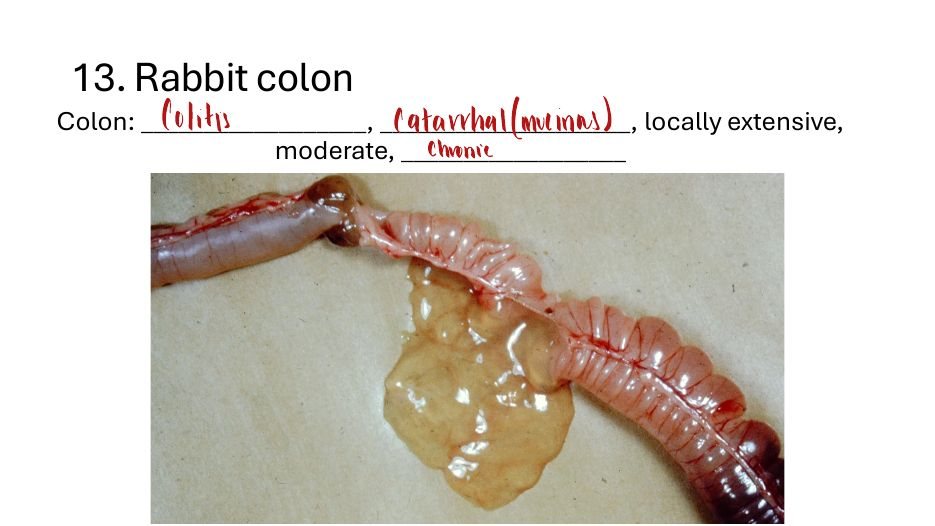 13. Rabbit colon
Colon: Colitis, Catarrhal (mucinous), locally extensive,
moderate, Chronic